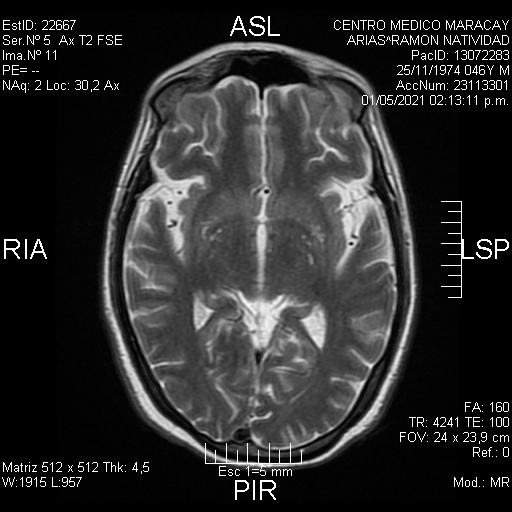 EstID: 22667
Ser.Nº 5 Ax T2 FSE
Ima.Nº 11
PE= --
NAq: 2 Loc: 30,2 Ax
ASL
CENTRO MEDICO MARACAY
ARIAS^RAMON NATIVIDAD
PacID: 13072283
25/11/1974 046Y M
AccNum: 23113301
01/05/2021 02:13:11 p.m.
RIA
LSP
FA: 160
TR: 4241 TE: 100
FOV: 24 x 23,9 cm
Ref.: 0
Mod.: MR
Matriz 512 x 512 Thk: 4,5
W:1915 L:957
Esc 1=5 mm
PIR